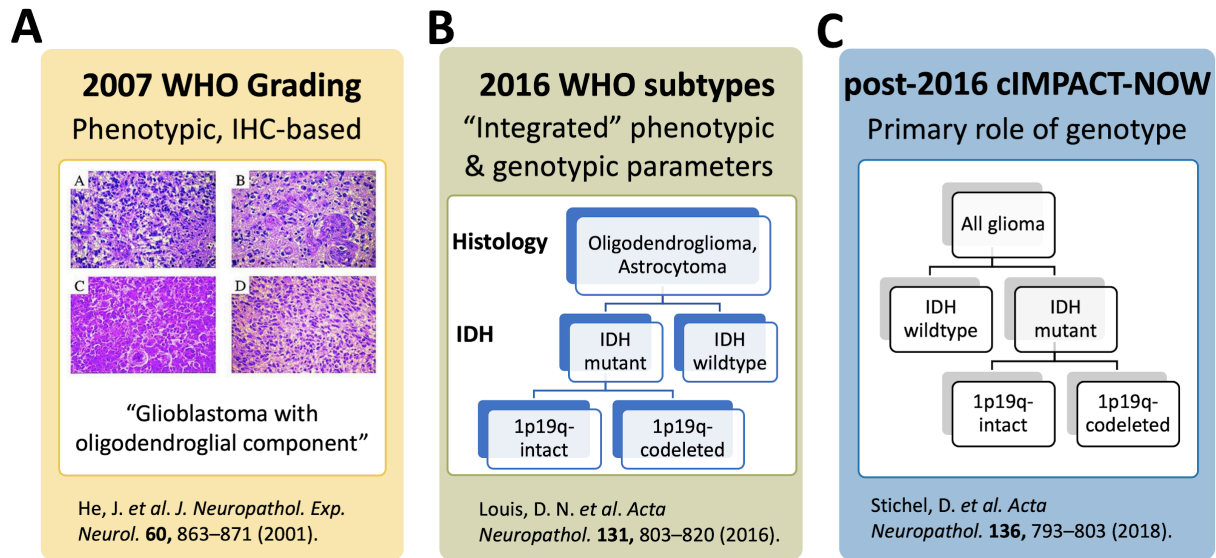 A
2007 WHO Grading
Phenotypic, IHC-based
A
B
C
D
“Glioblastoma with
oligodendroglial component”
He, J. et al. J. Neuropathol. Exp.
Neurol. 60, 863–871 (2001).
B
2016 WHO subtypes
“Integrated” phenotypic
& genotypic parameters
Histology
Oligodendroglioma,
Astrocytoma
IDH
IDH
mutant
IDH
wildtype
1p19q-
intact
1p19q-
codeleted
Louis, D. N. et al. Acta
Neuropathol. 131, 803–820 (2016).
C
post-2016 cIMPACT-NOW
Primary role of genotype
All glioma
IDH
wildtype
IDH
mutant
1p19q-
intact
1p19q-
codeleted
Stichel, D. et al. Acta
Neuropathol. 136, 793–803 (2018).